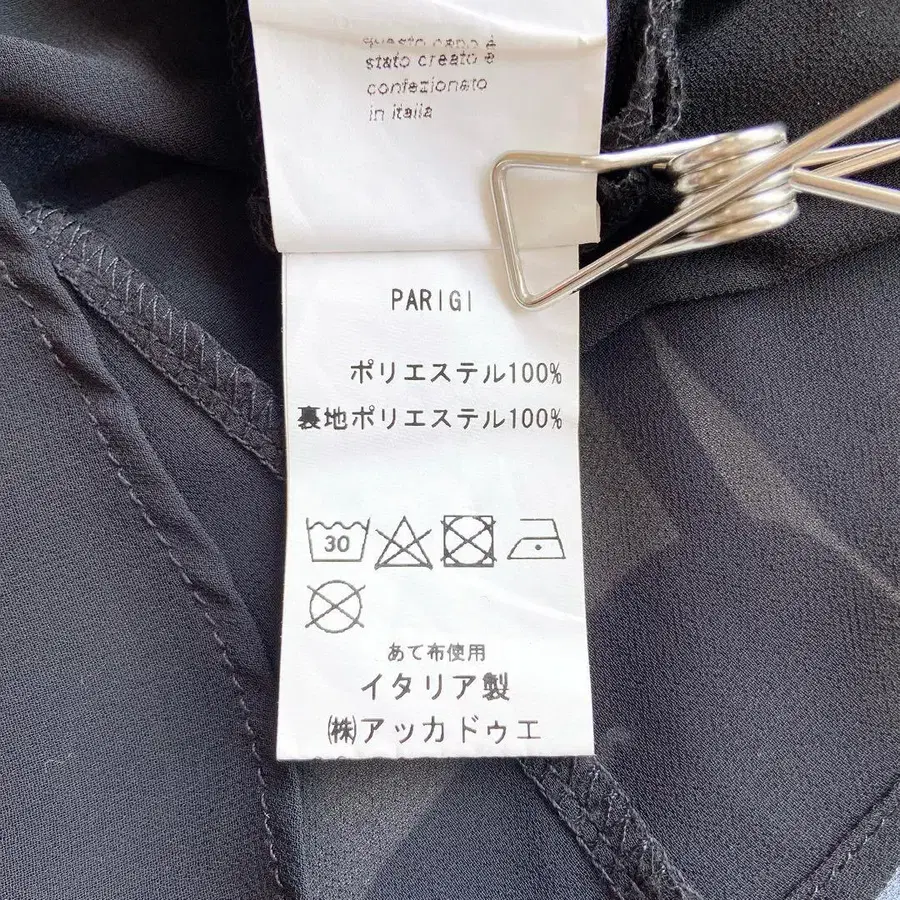 questo capo è
stato creato e
confezionato
in italia
PARIGI
ポリエステル100%
裏地ポリエステル100%
30
あて布使用
イタリア製
㈱アッカドゥエ